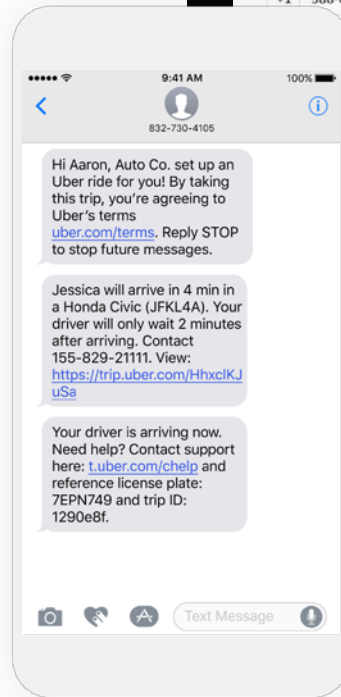 +1
9:41 AM
100%
832-730-4105
Hi Aaron, Auto Co. set up an
Uber ride for you! By taking
this trip, you're agreeing to
Uber's terms
uber.com/terms. Reply STOP
to stop future messages.
Jessica will arrive in 4 min in
a Honda Civic (JFKL4A). Your
driver will only wait 2 minutes
after arriving. Contact
155-829-21111. View:
https://trip.uber.com/HhxclKJ
uSa
Your driver is arriving now.
Need help? Contact support
here: t.uber.com/chelp and
reference license plate:
7EPN749 and trip ID:
1290e8f.
Text Message